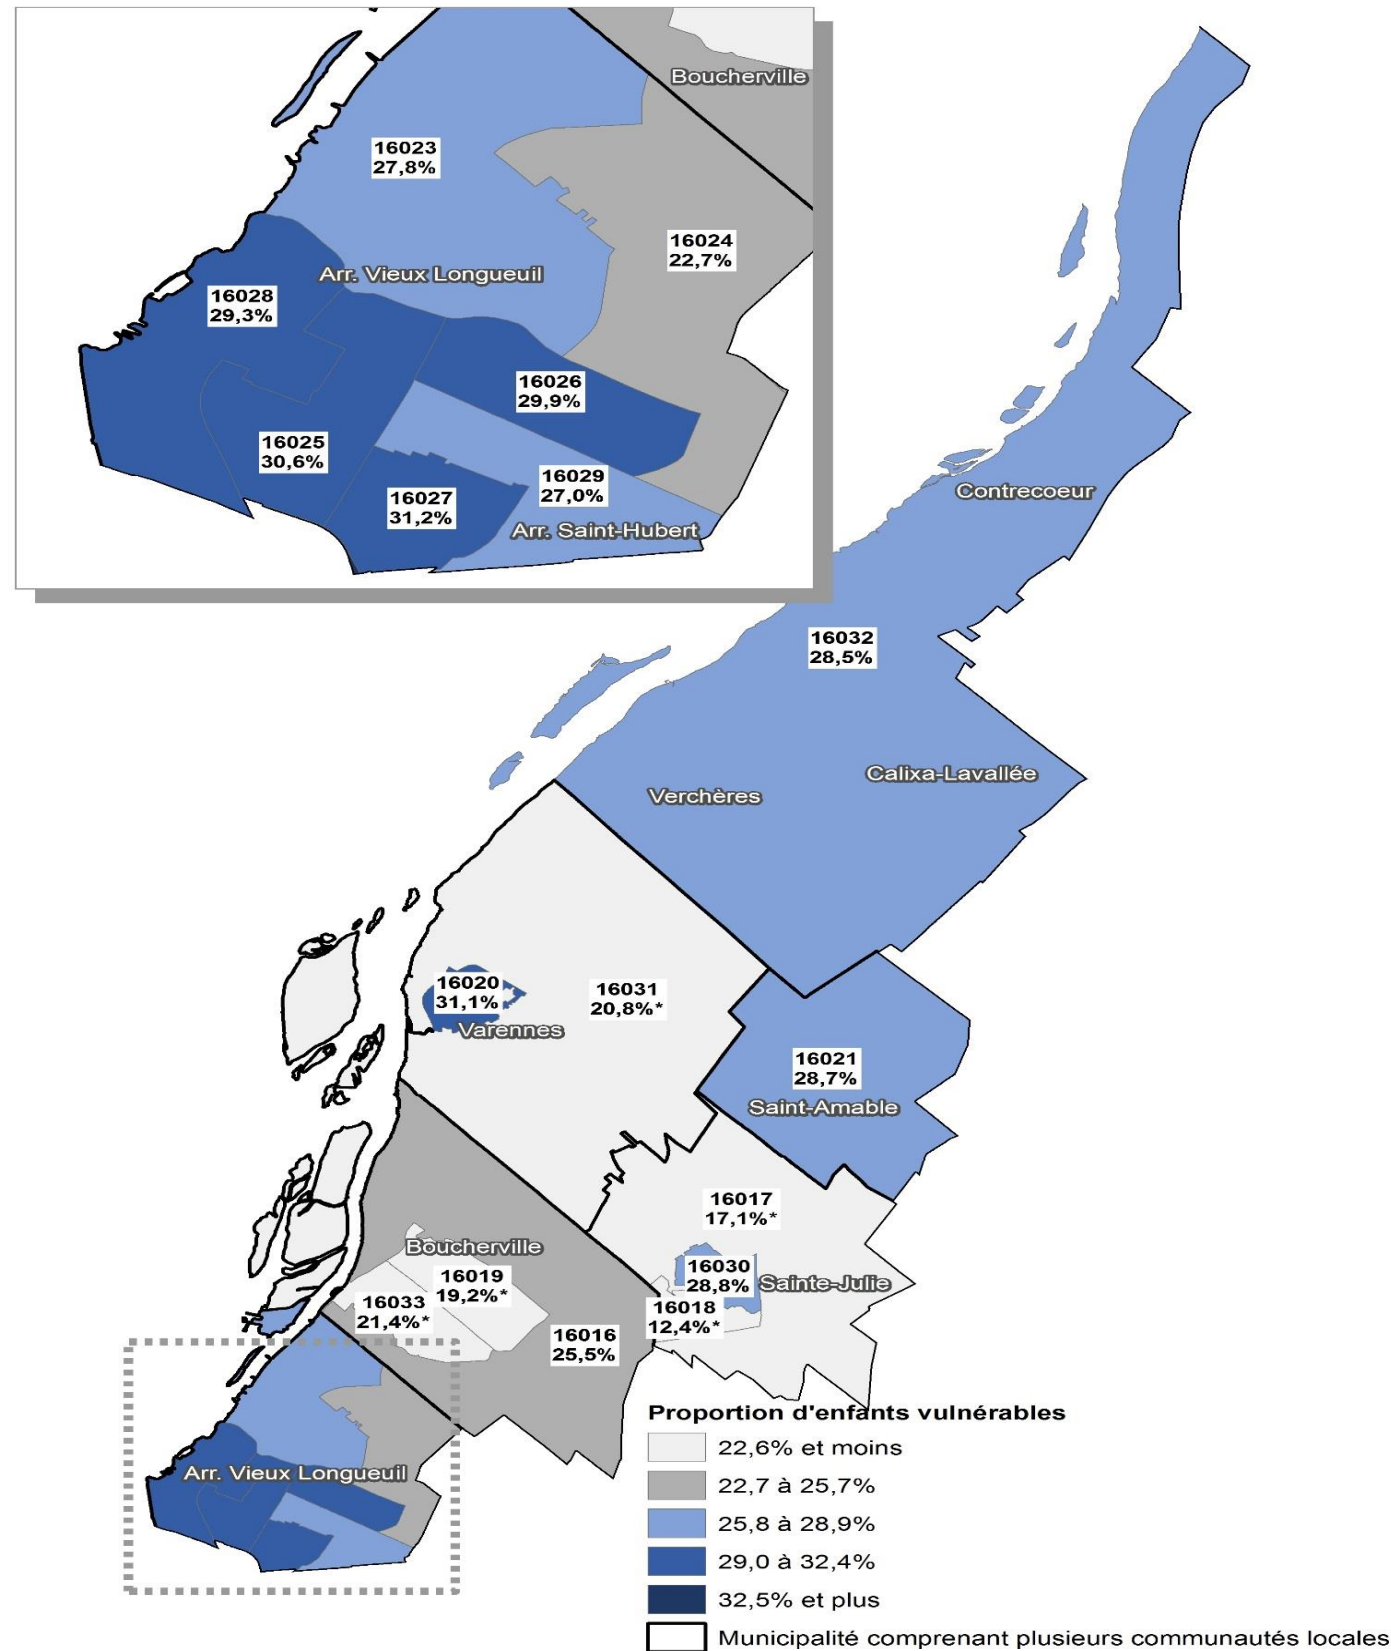 Boucherville
16023
27,8%
16024
22,7%
Arr. Vieux Longueuil
16028
29,3%
16026
29,9%
16025
30,6%
16029
27,0%
16027
31,2%
Arr. Saint-Hubert
Contrecoeur
16032
28,5%
Calixa-Lavallée
Verchères
16020
31,1%
16031
20,8%*
Varennes
16021
28,7%
Saint-Amable
16017
17,1%*
Boucherville
16030
28,8%
Sainte-Julie
16019
19,2%*
16033
21,4%*
16018
12,4%*
16016
25,5%
Arr. Vieux Longueuil
Proportion d'enfants vulnérables
22,6% et moins
22,7 à 25,7%
25,8 à 28,9%
29,0 à 32,4%
32,5% et plus
Municipalité comprenant plusieurs communautés locales